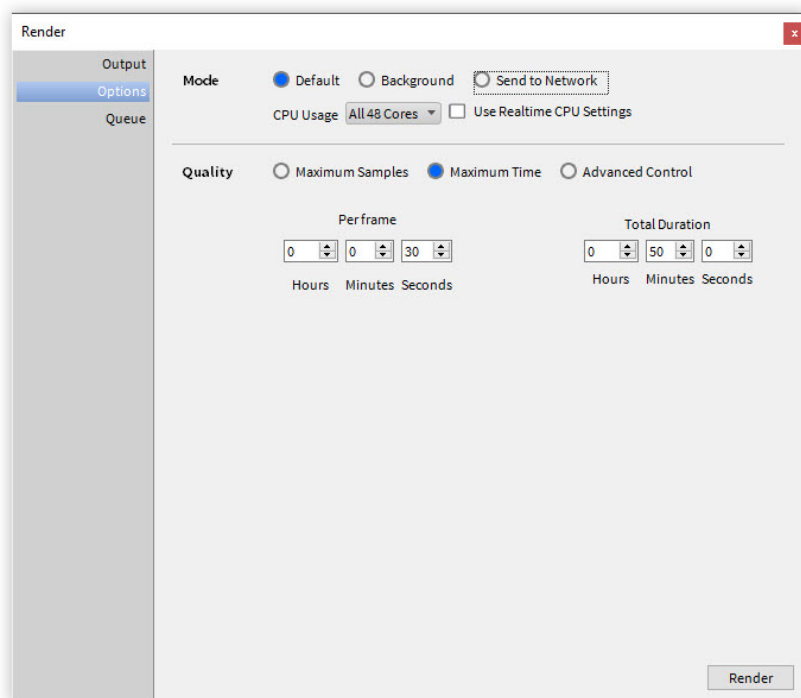 Render
x
Output
Options
Queue
Mode Default Background Send to Network
CPU Usage All 48 Cores Use Realtime CPU Settings
Quality Maximum Samples Maximum Time Advanced Control
Per frame Total Duration
0 0 30 0 50 0
Hours Minutes Seconds Hours Minutes Seconds
Render